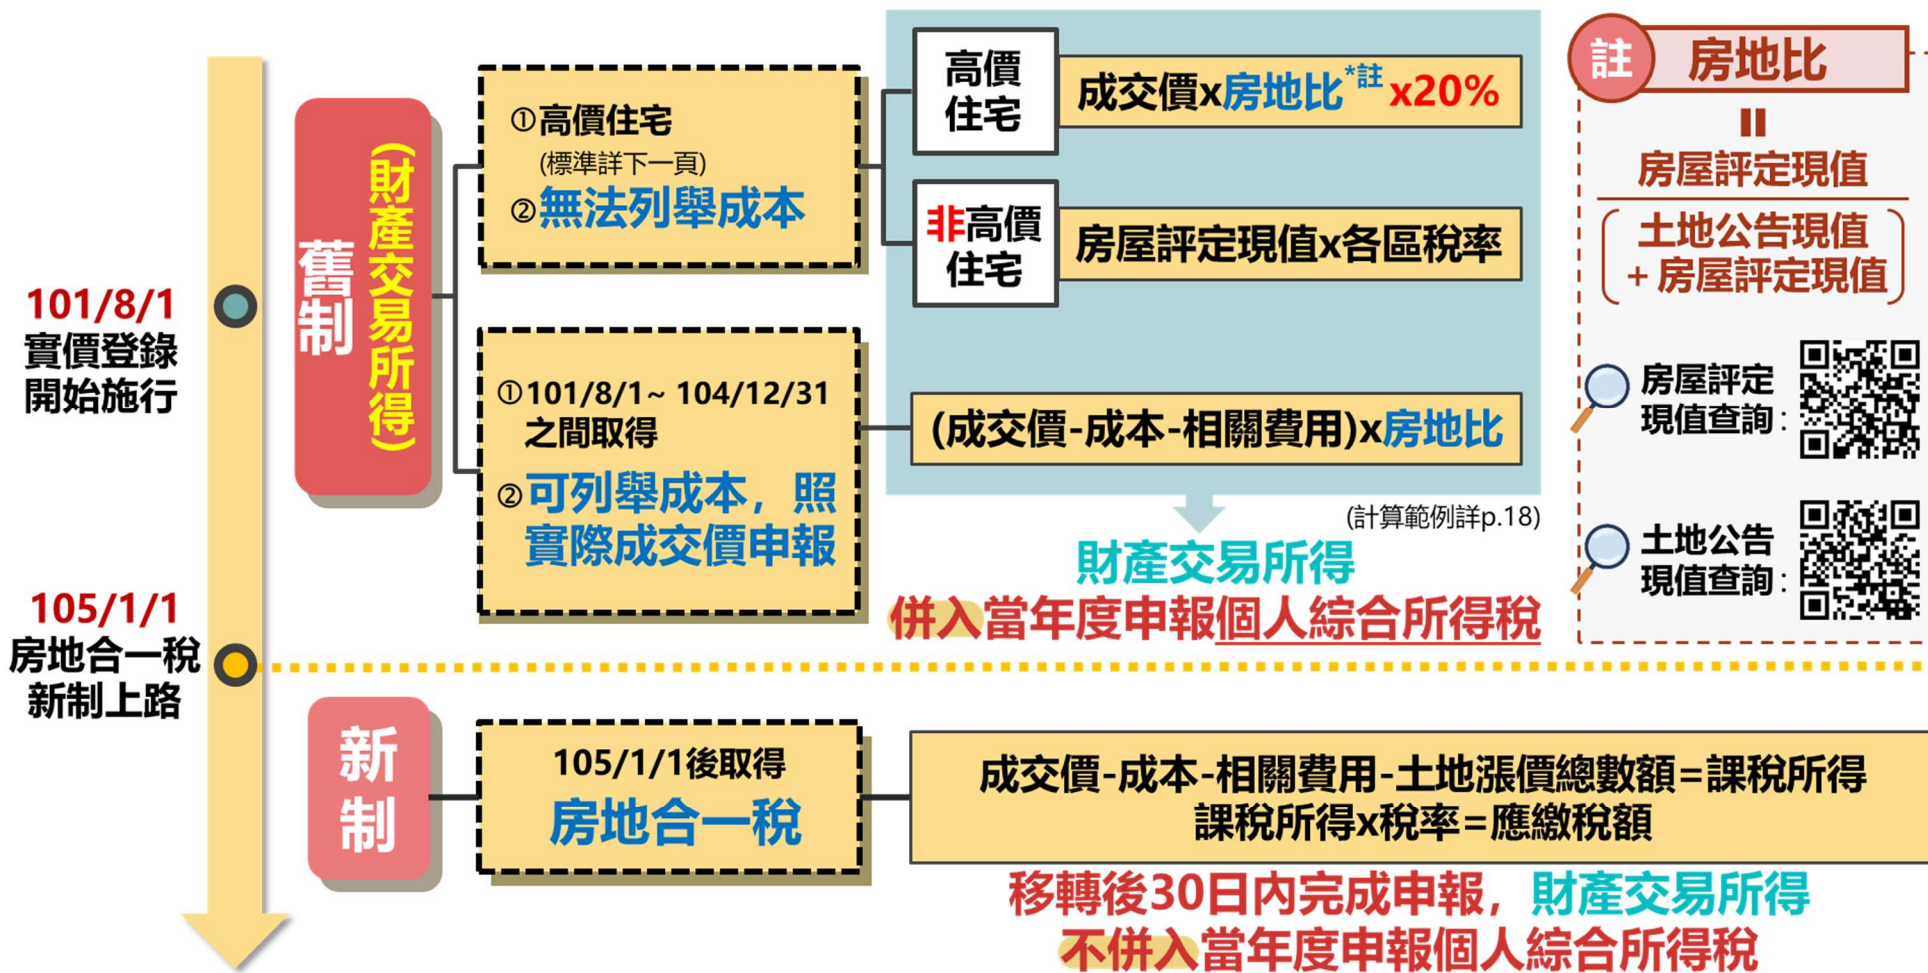 101/8/1
實價登錄
開始施行
105/1/1
房地合一稅
新制上路
舊制
(財產交易所得)
①高價住宅
(標準詳下一頁)
②無法列舉成本
高價
住宅
成交價x房地比*註 x20%
非高價
住宅
房屋評定現值x各區稅率
①101/8/1~ 104/12/31
之間取得
②可列舉成本，照
實際成交價申報
(成交價-成本-相關費用)x房地比
(計算範例詳p.18)
財產交易所得
併入當年度申報個人綜合所得稅
註
房地比
=
房屋評定現值
土地公告現值
+ 房屋評定現值
房屋評定
現值查詢：
土地公告
現值查詢：
新制
105/1/1後取得
房地合一稅
成交價-成本-相關費用-土地漲價總數額=課稅所得
課稅所得x稅率=應繳稅額
移轉後30日內完成申報，財產交易所得
不併入當年度申報個人綜合所得稅